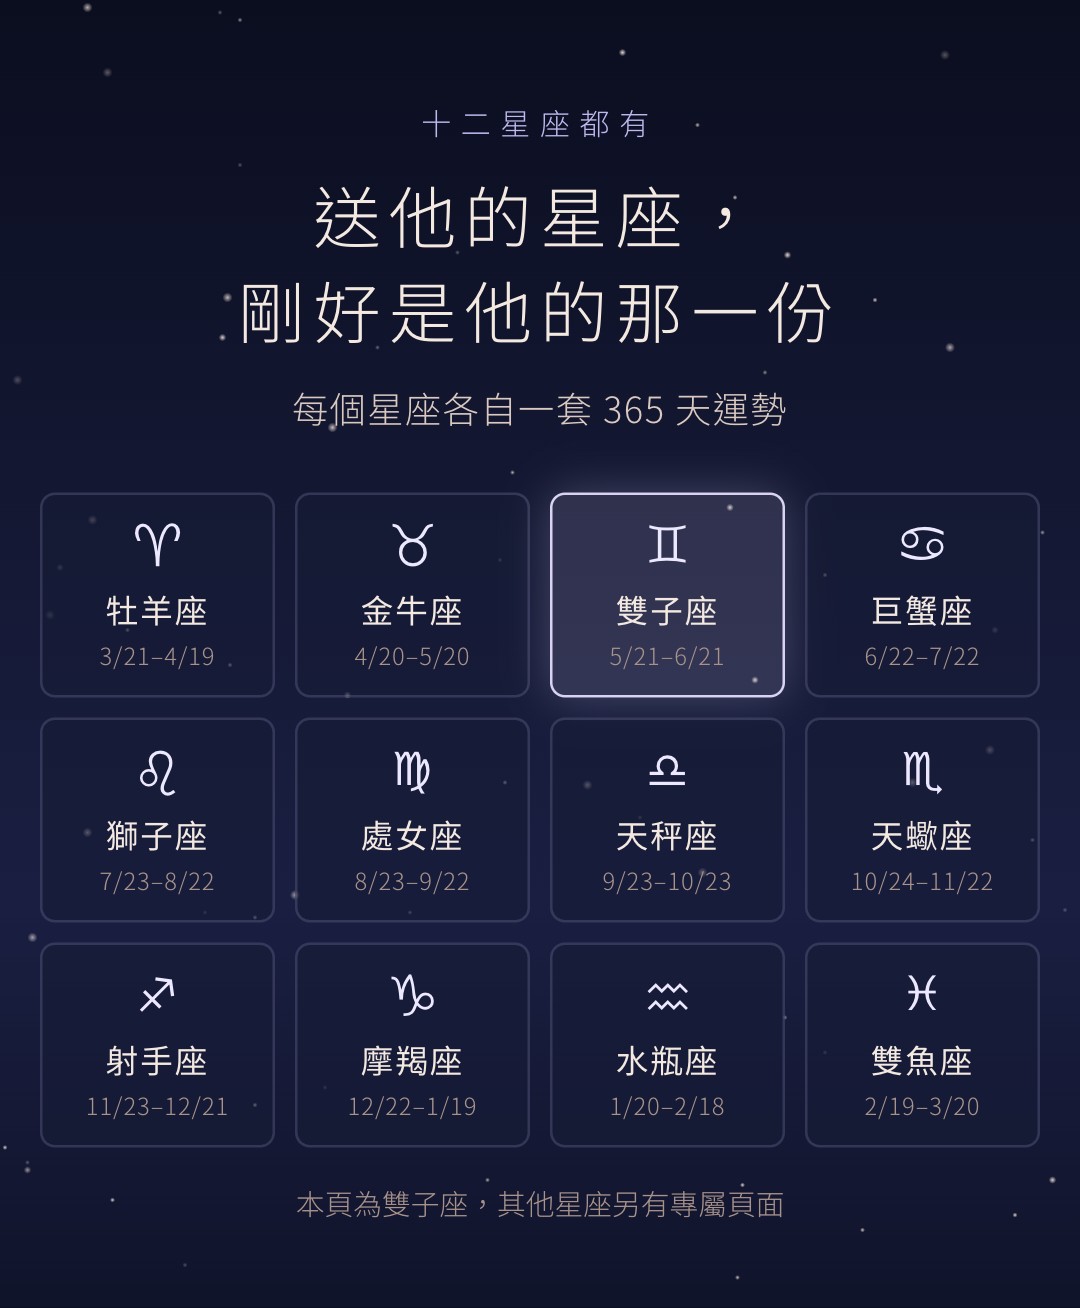 十二星座都有
送他的星座，
剛好是他的那一份
每個星座各自一套 365 天運勢
♈ ♉ ♊ ♋
牡羊座 金牛座 雙子座 巨蟹座
3/21–4/19 4/20–5/20 5/21–6/21 6/22–7/22
♌ ♍ ♎ ♏
獅子座 處女座 天秤座 天蠍座
7/23–8/22 8/23–9/22 9/23–10/23 10/24–11/22
♐ ♑ ♒ ♓
射手座 摩羯座 水瓶座 雙魚座
11/23–12/21 12/22–1/19 1/20–2/18 2/19–3/20
本頁為雙子座，其他星座另有專屬頁面